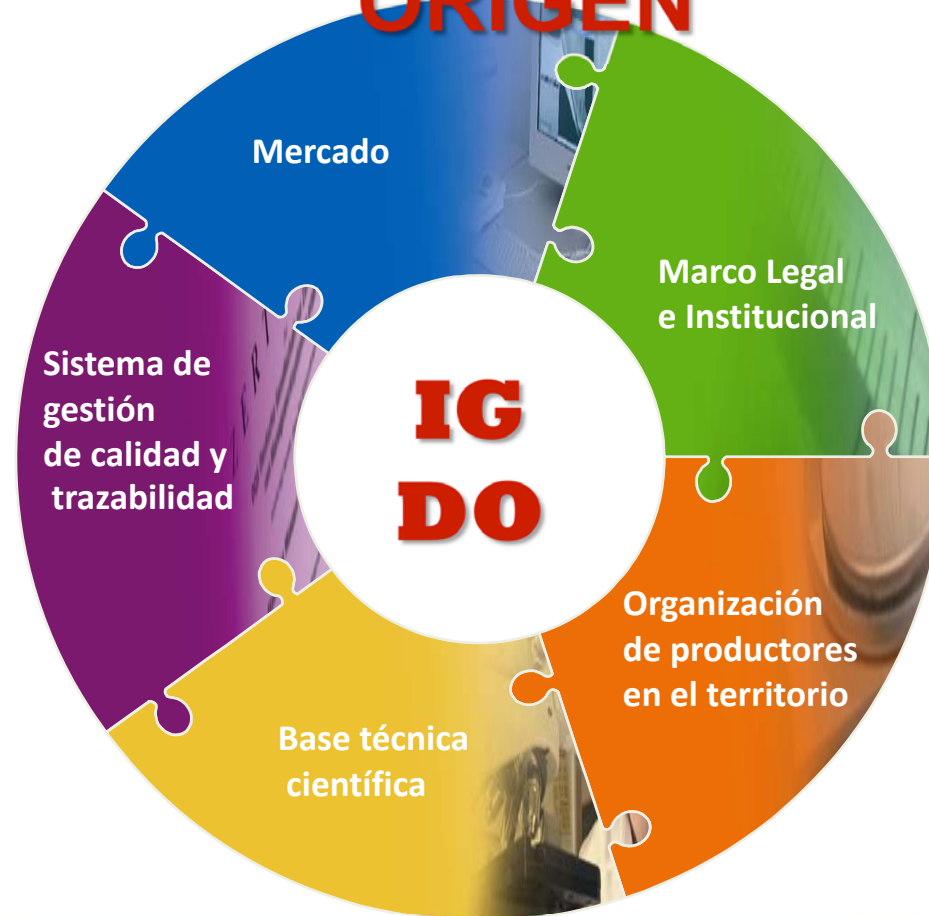 ORIGEN
Mercado
Marco Legal
e Institucional
Sistema de
gestión
de calidad y
trazabilidad
IG
DO
Organización
de productores
en el territorio
Base técnica
científica